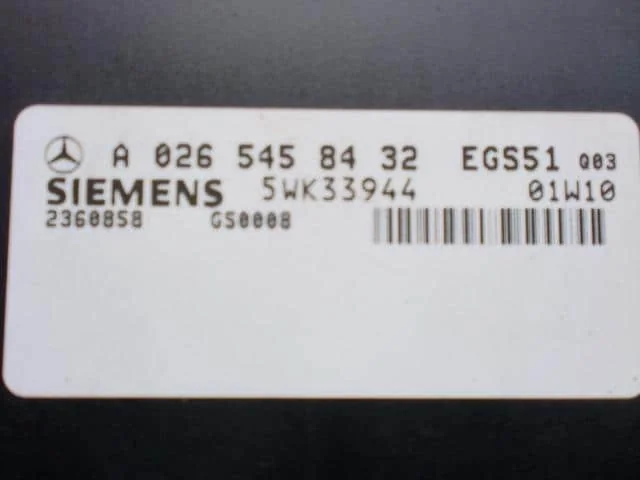 A 026 545 84 32 EGS51 Q03
SIEMENS 5WK33944 01W10
2360858 GS0008